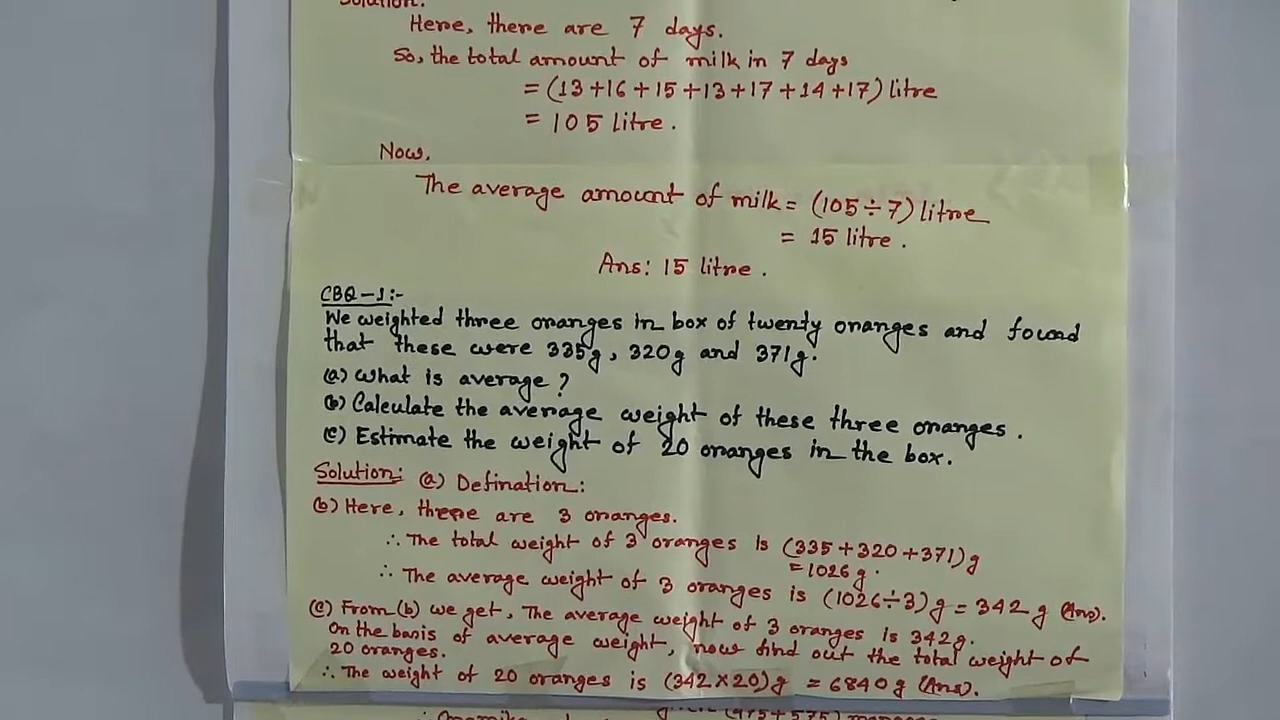 Solution:
Here, there are 7 days.
So, the total amount of milk in 7 days
= (13+16+15+13+17+14+17) litre
= 105 litre.
Now,
The average amount of milk = (105÷7) litre
= 15 litre.
Ans: 15 litre.
CBQ-1:-
We weighted three oranges in box of twenty oranges and found
that these were 335g, 320g and 371g.
(a) What is average?
(b) Calculate the average weight of these three oranges.
(c) Estimate the weight of 20 oranges in the box.
Solution: (a) Defination:
(b) Here, there are 3 oranges.
∴ The total weight of 3 oranges is (335+320+371)g
=1026g.
∴ The average weight of 3 oranges is (1026÷3)g = 342g (Ans).
(c) From (b) we get, The average weight of 3 oranges is 342g.
On the basis of average weight, now find out the total weight of
20 oranges.
∴ The weight of 20 oranges is (342×20)g = 6840g (Ans).
(475+575)